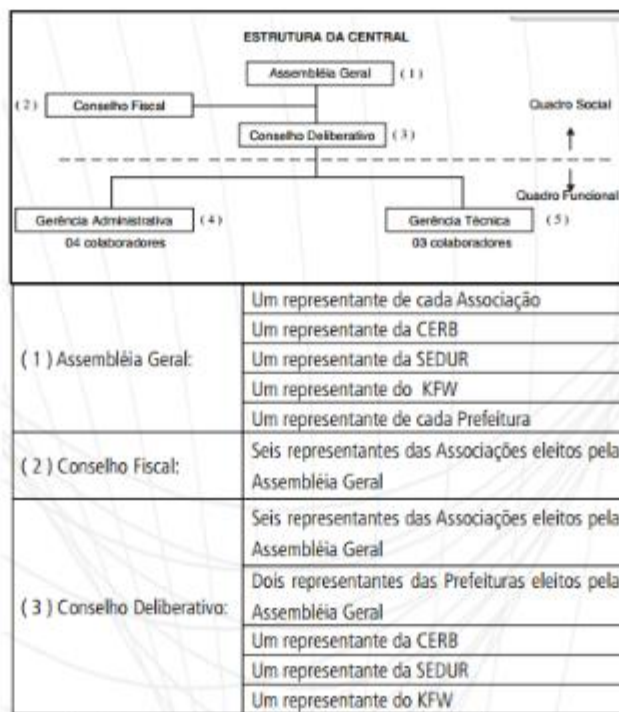 ESTRUTURA DA CENTRAL
Assembléia Geral ( 1 )
( 2 ) Conselho Fiscal
Quadro Social
Conselho Deliberativo ( 3 )
Quadro Funcional
Gerência Administrativa ( 4 )
04 colaboradores
Gerência Técnica ( 5 )
03 colaboradores
( 1 ) Assembléia Geral:
Um representante de cada Associação
Um representante da CERB
Um representante da SEDUR
Um representante do KFW
Um representante de cada Prefeitura
( 2 ) Conselho Fiscal:
Seis representantes das Associações eleitos pela
Assembléia Geral
( 3 ) Conselho Deliberativo:
Seis representantes das Associações eleitos pela
Assembléia Geral
Dois representantes das Prefeituras eleitos pela
Assembléia Geral
Um representante da CERB
Um representante da SEDUR
Um representante do KFW